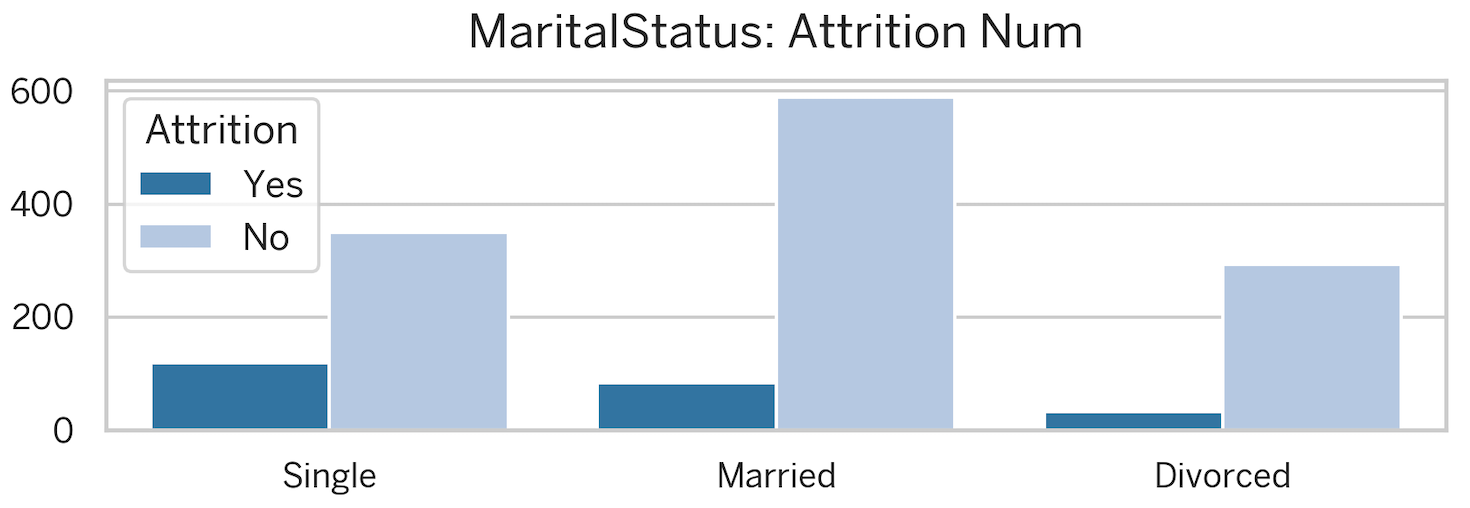 MaritalStatus: Attrition Num
600
400
200
0
Attrition
Yes
No
Single
Married
Divorced